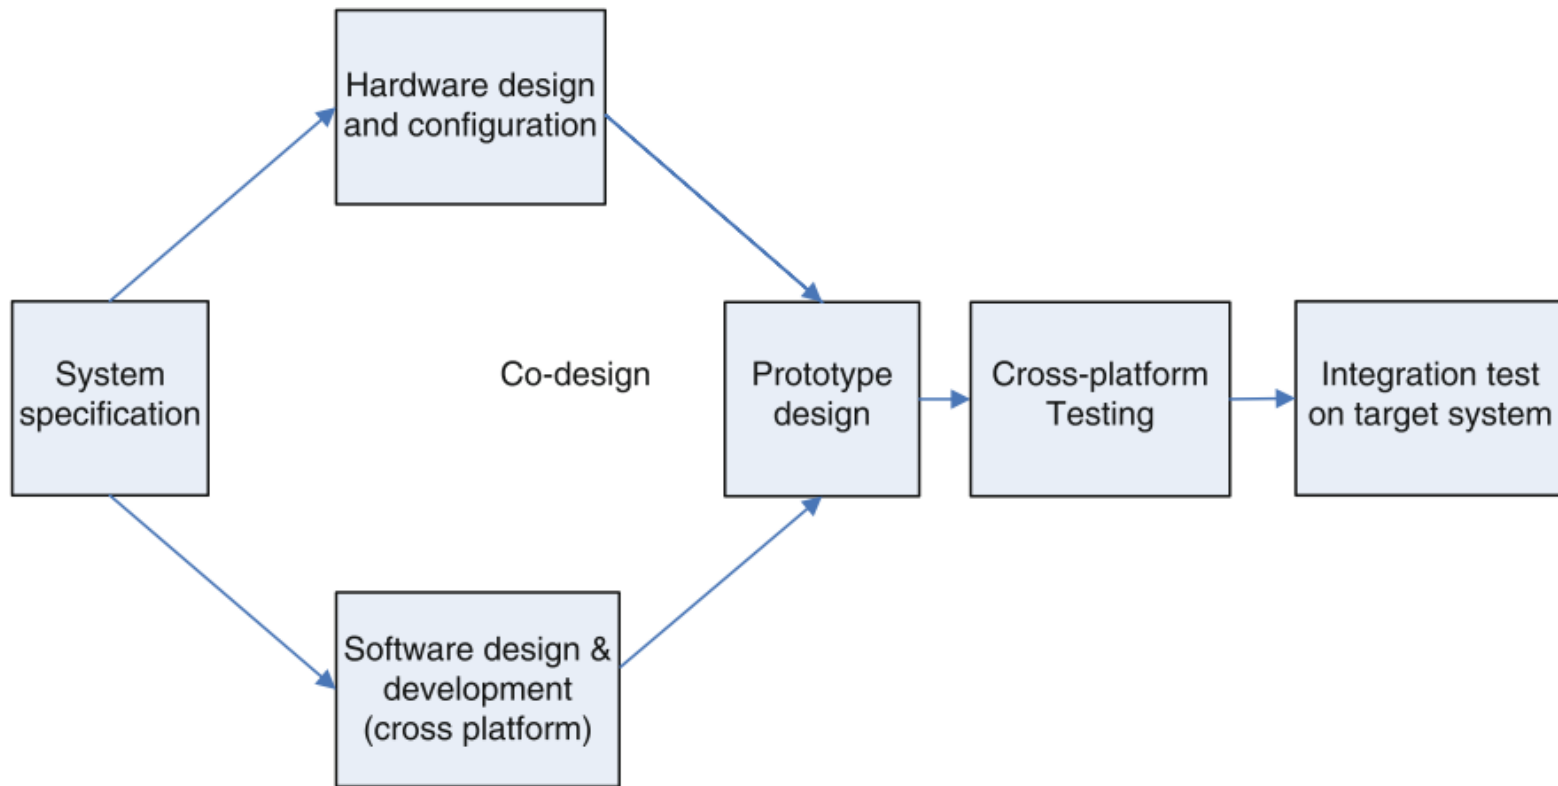 Hardware design
and configuration
System
specification
Co-design
Prototype
design
Cross-platform
Testing
Integration test
on target system
Software design &
development
(cross platform)